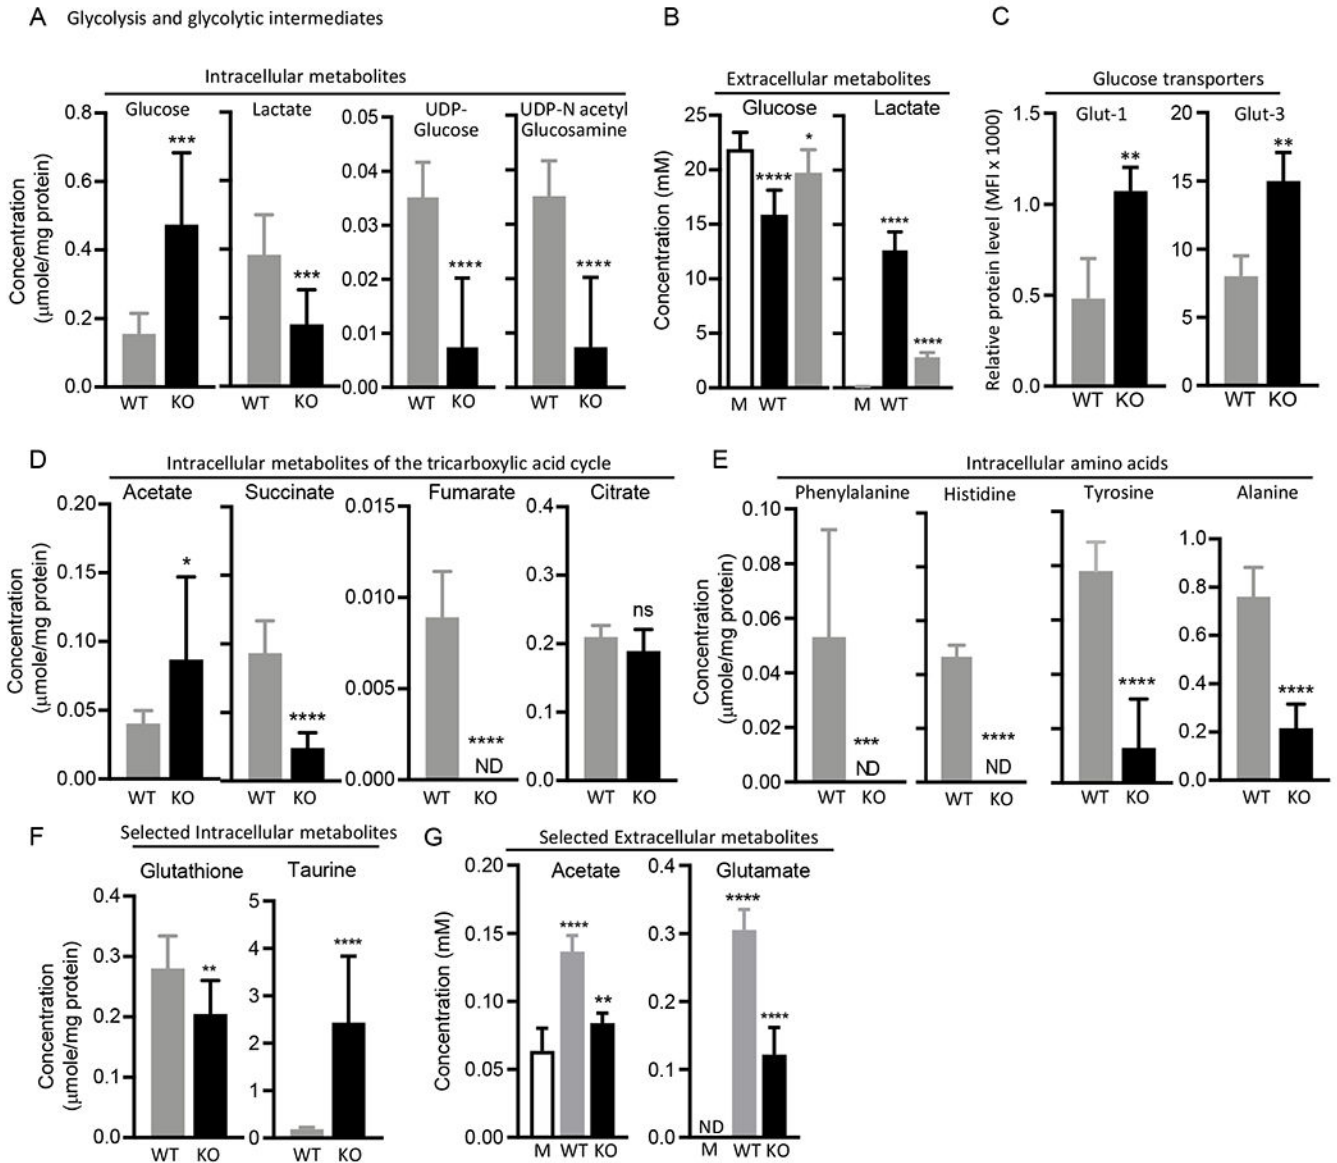 A Glycolysis and glycolytic intermediates
Intracellular metabolites
Glucose
Lactate
UDP-
Glucose
UDP-N acetyl
Glucosamine
Concentration
(µmole/mg protein)
0.8
0.6
0.4
0.2
0.0
***
WT KO
***
WT KO
0.05
0.04
0.03
0.02
0.01
0.00
****
WT KO
****
WT KO
B
Extracellular metabolites
Glucose
Lactate
Concentration (mM)
25
20
15
10
5
0
****
*
M WT
****
****
M WT
C
Glucose transporters
Glut-1
Glut-3
Relative protein level (MFI x 1000)
1.5
1.0
0.5
0.0
**
WT KO
20
15
10
5
0
**
WT KO
D
Intracellular metabolites of the tricarboxylic acid cycle
Acetate
Succinate
Fumarate
Citrate
Concentration
(µmole/mg protein)
0.20
0.15
0.10
0.05
0.00
*
WT KO
****
WT KO
0.015
0.010
0.005
0.000
****
ND
WT KO
0.4
0.3
0.2
0.1
0.0
ns
WT KO
E
Intracellular amino acids
Phenylalanine
Histidine
Tyrosine
Alanine
Concentration
(µmole/mg protein)
0.10
0.08
0.06
0.04
0.02
0.00
***
ND
WT KO
****
ND
WT KO
****
WT KO
1.0
0.8
0.6
0.4
0.2
0.0
****
WT KO
F
Selected Intracellular metabolites
Glutathione
Taurine
Concentration
(µmole/mg protein)
0.4
0.3
0.2
0.1
0.0
**
WT KO
5
4
3
2
1
0
****
WT KO
G
Selected Extracellular metabolites
Acetate
Glutamate
Concentration (mM)
0.20
0.15
0.10
0.05
0.00
****
**
M WT KO
0.4
0.3
0.2
0.1
0.0
****
****
ND
M WT KO